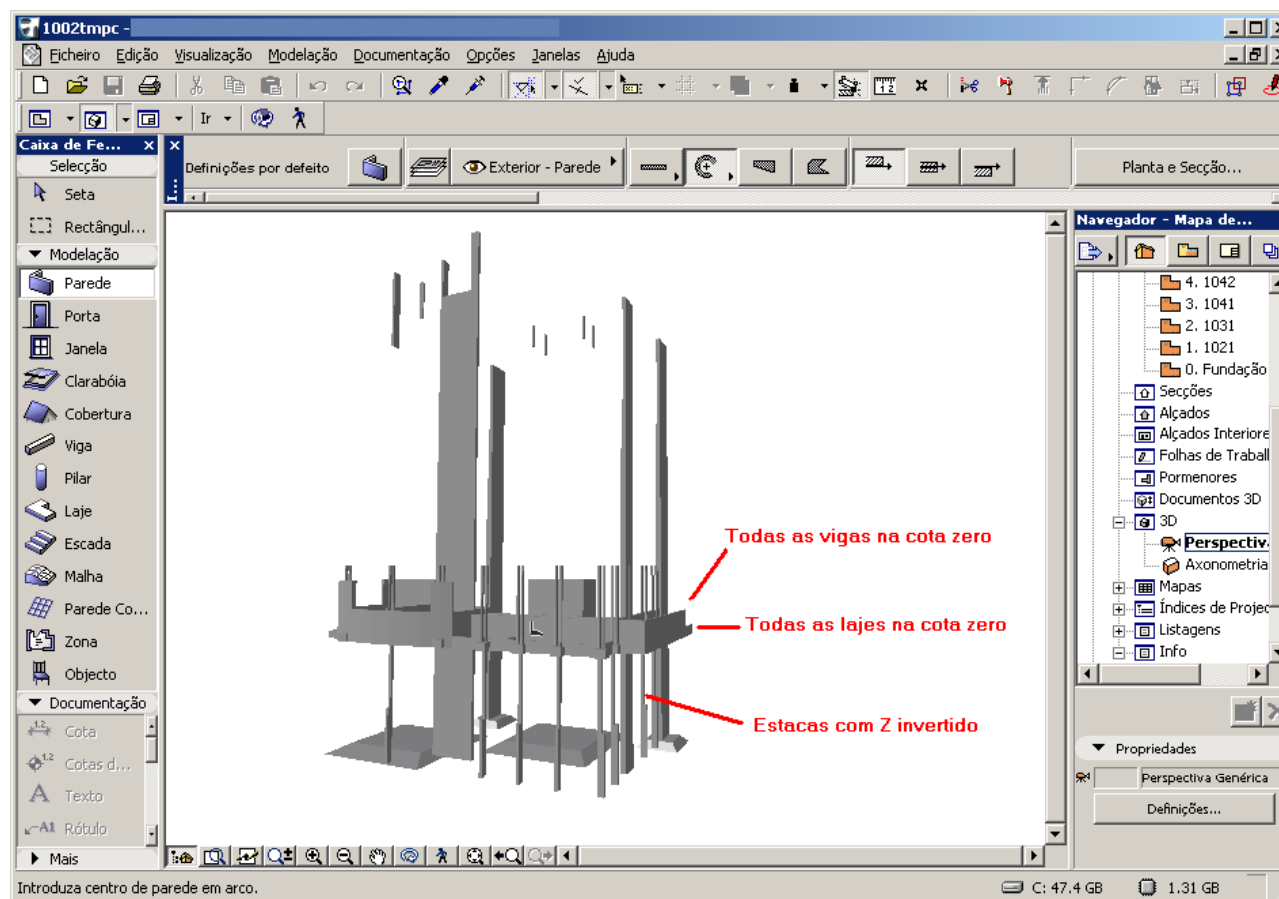 1002tmpc -
Ficheiro Edição Visualização Modelação Documentação Opções Janelas Ajuda
Ir
Caixa de Fe...
Selecção
Seta
Rectângul...
Modelação
Parede
Porta
Janela
Clarabóia
Cobertura
Viga
Pilar
Laje
Escada
Malha
Parede Co...
Zona
Objecto
Documentação
Cota
Cotas d...
Texto
Rótulo
Mais
I...
Definições por defeito
Exterior - Parede
Planta e Secção...
Todas as vigas na cota zero
Todas as lajes na cota zero
Estacas com Z invertido
Navegador - Mapa de...
4. 1042
3. 1041
2. 1031
1. 1021
0. Fundação
Secções
Alçados
Alçados Interiore
Folhas de Traball
Pormenores
Documentos 3D
3D
Perspectiv
Axonometria
Mapas
Índices de Projec
Listagens
Info
Propriedades
Perspectiva Genérica
Definições...
Introduza centro de parede em arco.
C: 47.4 GB
1.31 GB